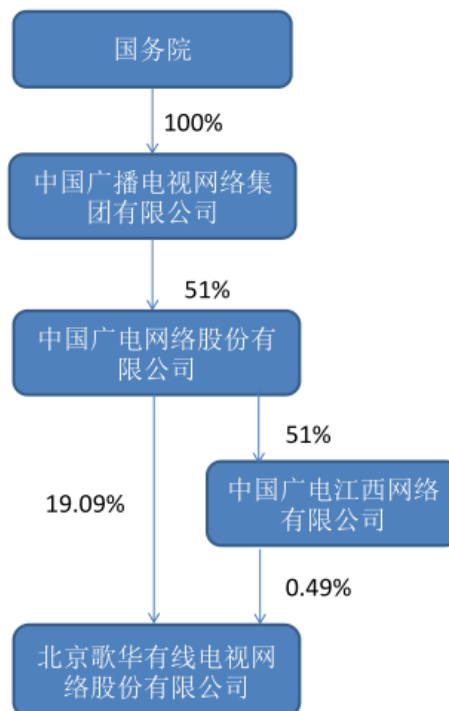 国务院
100%
中国广播电视网络集
团有限公司
51%
中国广电网络股份有
限公司
51%
19.09%
中国广电江西网络
有限公司
0.49%
北京歌华有线电视网
络股份有限公司